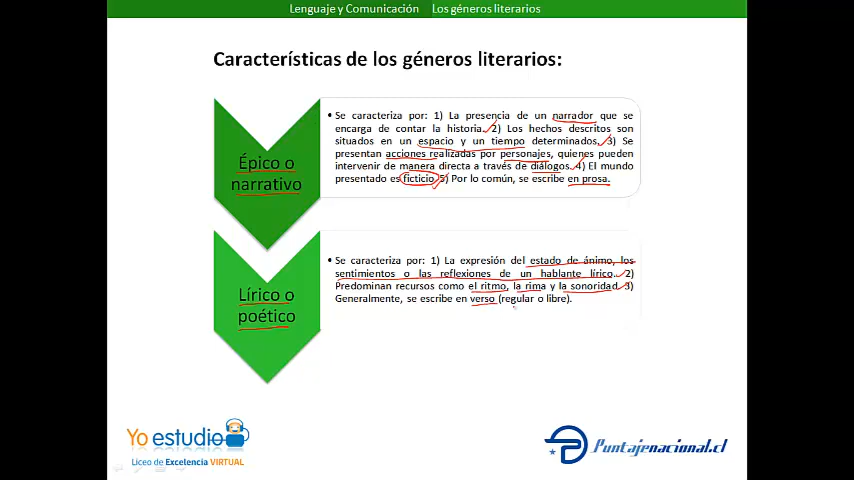 Lenguaje y Comunicación Los géneros literarios
Características de los géneros literarios:
Épico o
narrativo
• Se caracteriza por: 1) La presencia de un narrador que se
encarga de contar la historia. 2) Los hechos descritos son
situados en un espacio y un tiempo determinados. 3) Se
presentan acciones realizadas por personajes, quienes pueden
intervenir de manera directa a través de diálogos. 4) El mundo
presentado es ficticio. 5) Por lo común, se escribe en prosa.
Lírico o
poético
• Se caracteriza por: 1) La expresión del estado de ánimo, los
sentimientos o las reflexiones de un hablante lírico. 2)
Predominan recursos como el ritmo, la rima y la sonoridad. 3)
Generalmente, se escribe en verso (regular o libre).
Yo estudio
Liceo de Excelencia VIRTUAL
Puntajenacional.cl